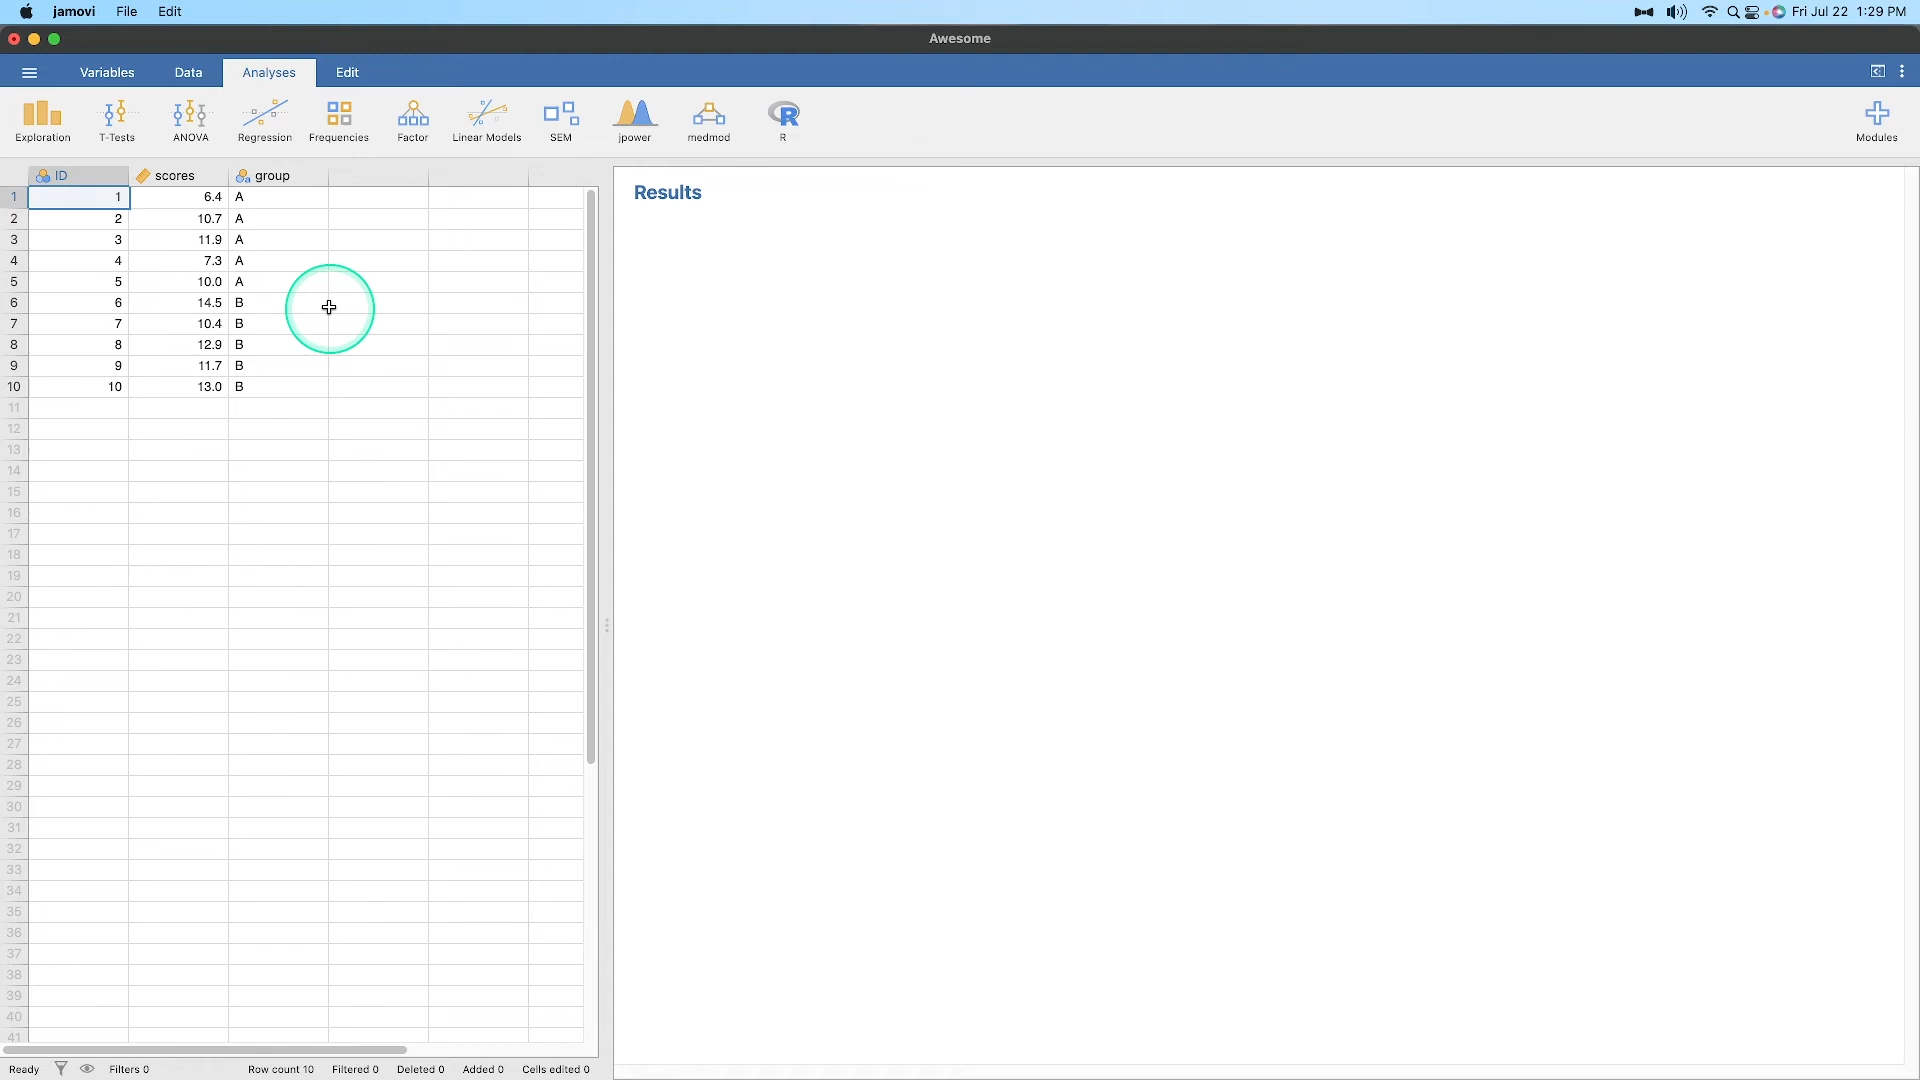 jamovi File Edit Fri Jul 22 1:29 PM
Awesome
Variables Data Analyses Edit
Exploration T-Tests ANOVA Regression Frequencies Factor Linear Models SEM jpower medmod R Modules
ID scores group
1 1 6.4 A
2 2 10.7 A
3 3 11.9 A
4 4 7.3 A
5 5 10.0 A
6 6 14.5 B
7 7 10.4 B
8 8 12.9 B
9 9 11.7 B
10 10 13.0 B
11
12
13
14
15
16
17
18
19
20
21
22
23
24
25
26
27
28
29
30
31
32
33
34
35
36
37
38
39
40
41
Results
Ready Filters 0 Row count 10 Filtered 0 Deleted 0 Added 0 Cells edited 0